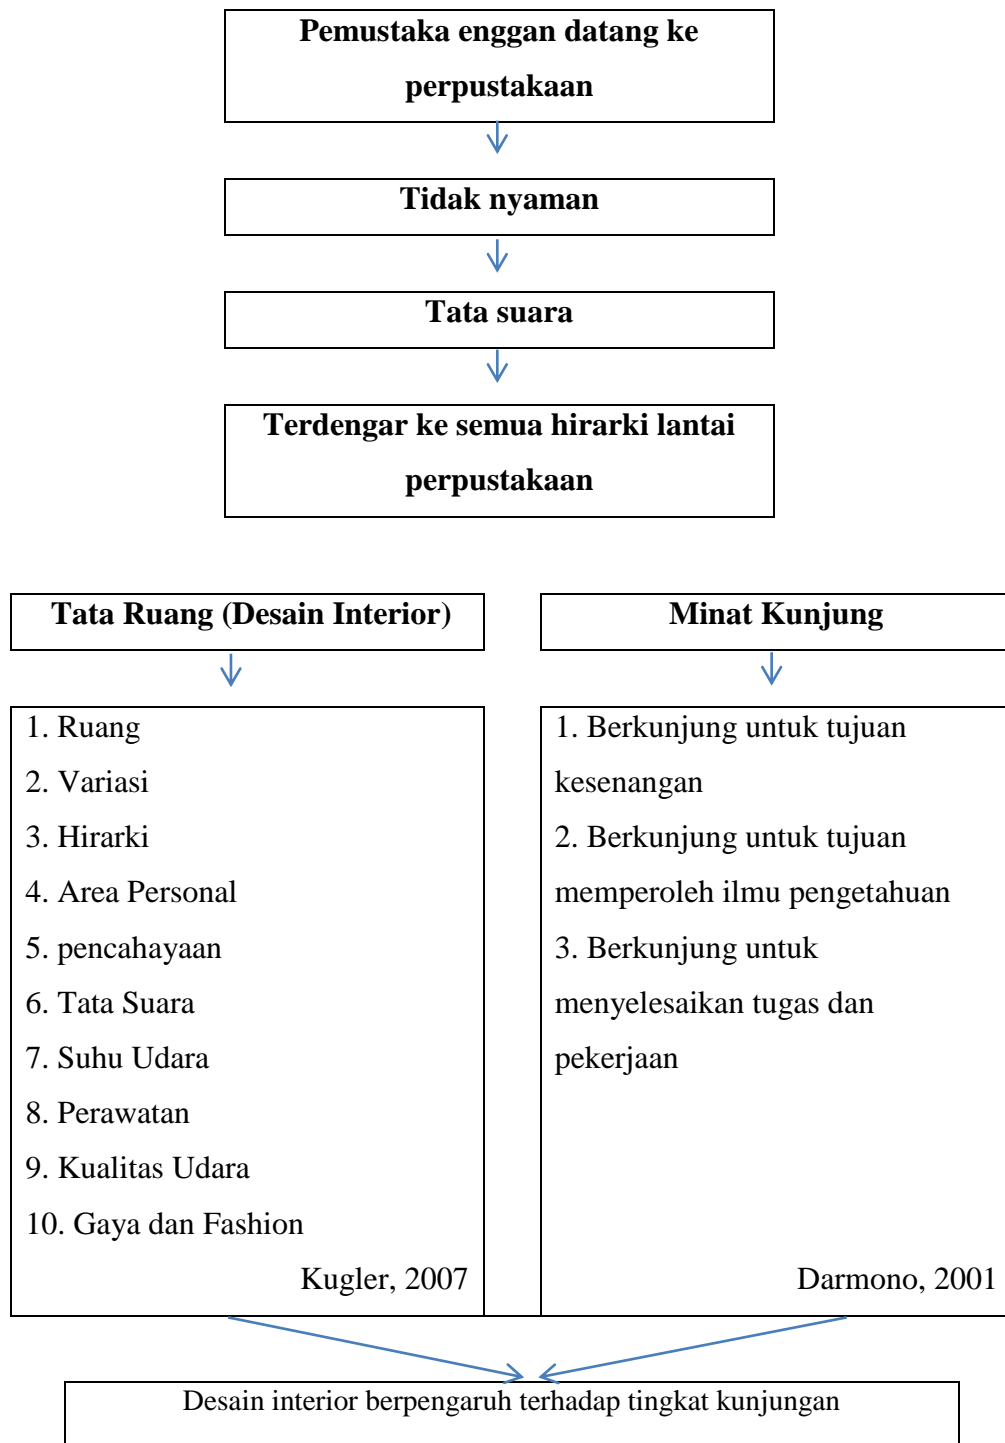 Pemustaka enggan datang ke
perpustakaan
Tidak nyaman
Tata suara
Terdengar ke semua hirarki lantai
perpustakaan
Tata Ruang (Desain Interior)
1. Ruang
2. Variasi
3. Hirarki
4. Area Personal
5. pencahayaan
6. Tata Suara
7. Suhu Udara
8. Perawatan
9. Kualitas Udara
10. Gaya dan Fashion
Kugler, 2007
Minat Kunjung
1. Berkunjung untuk tujuan
kesenangan
2. Berkunjung untuk tujuan
memperoleh ilmu pengetahuan
3. Berkunjung untuk
menyelesaikan tugas dan
pekerjaan
Darmono, 2001
Desain interior berpengaruh terhadap tingkat kunjungan